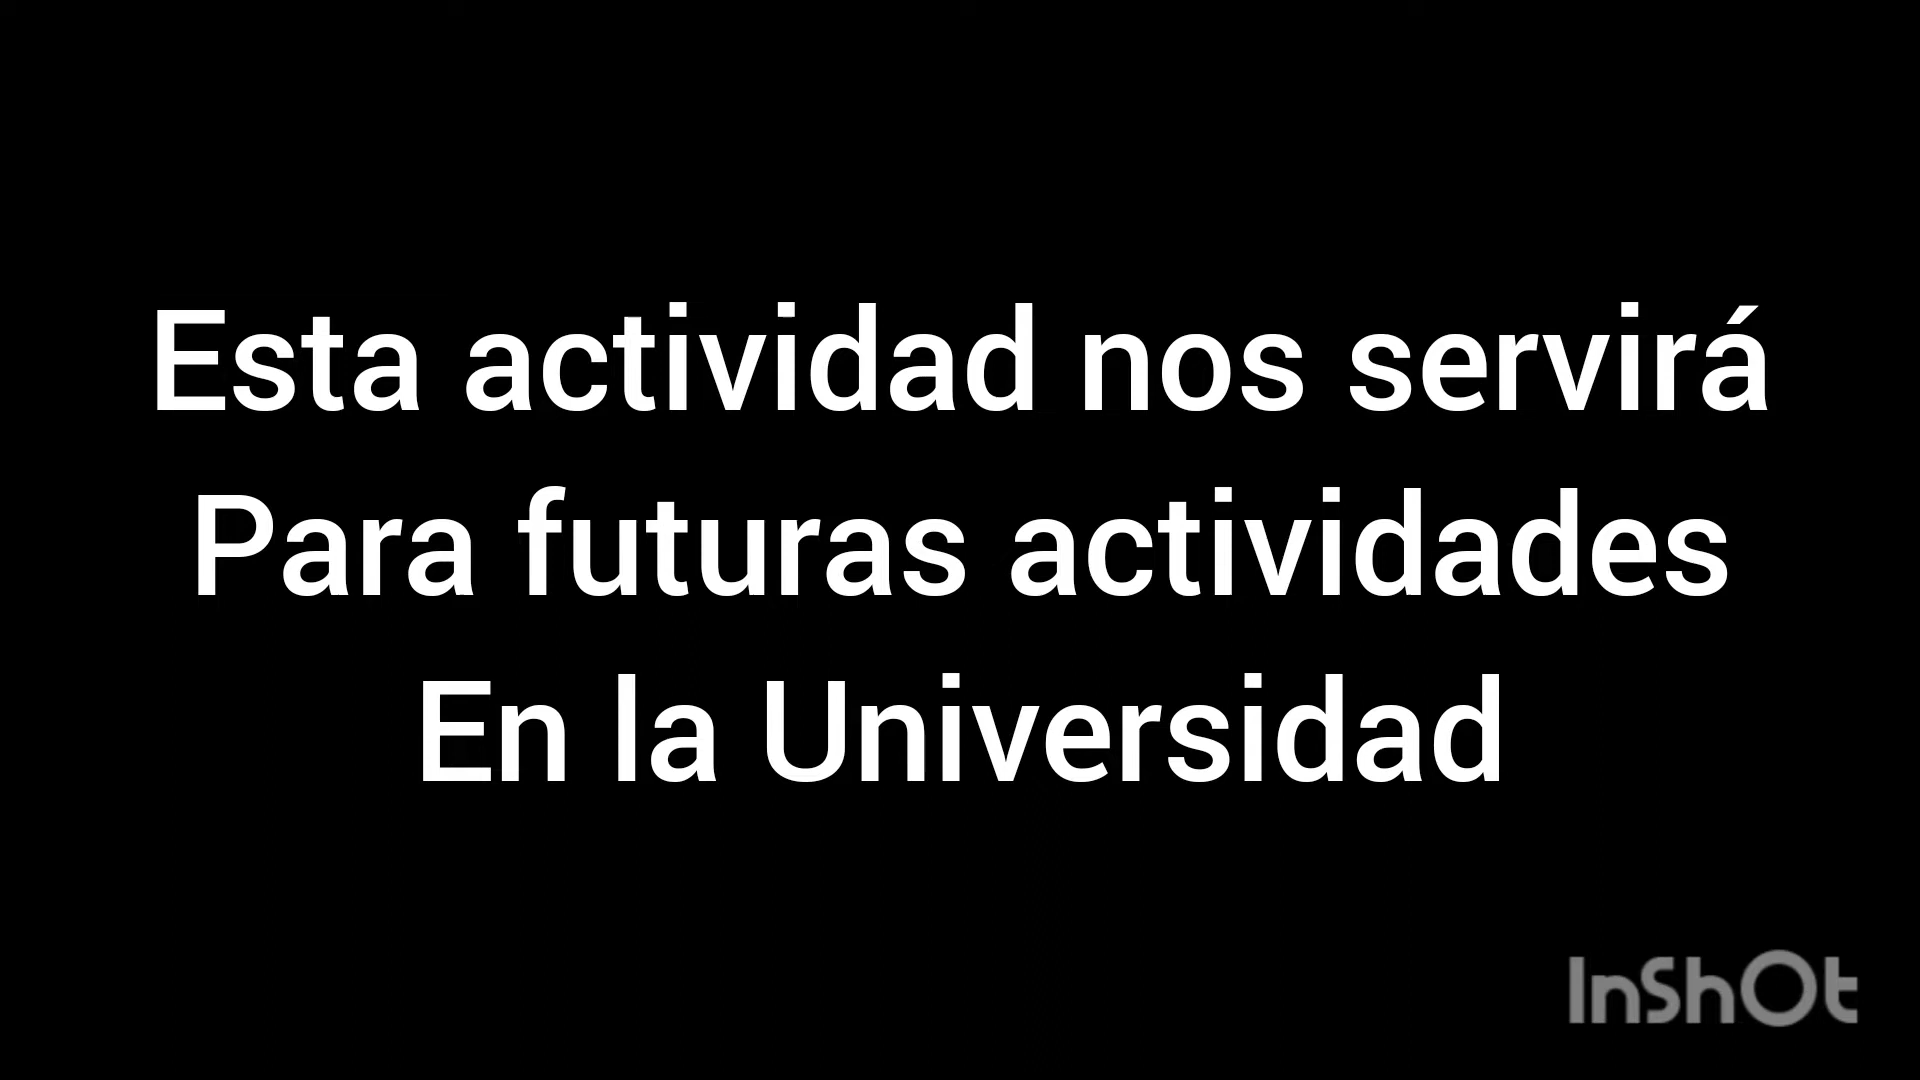 Esta actividad nos servirá
Para futuras actividades
En la Universidad
InShOt